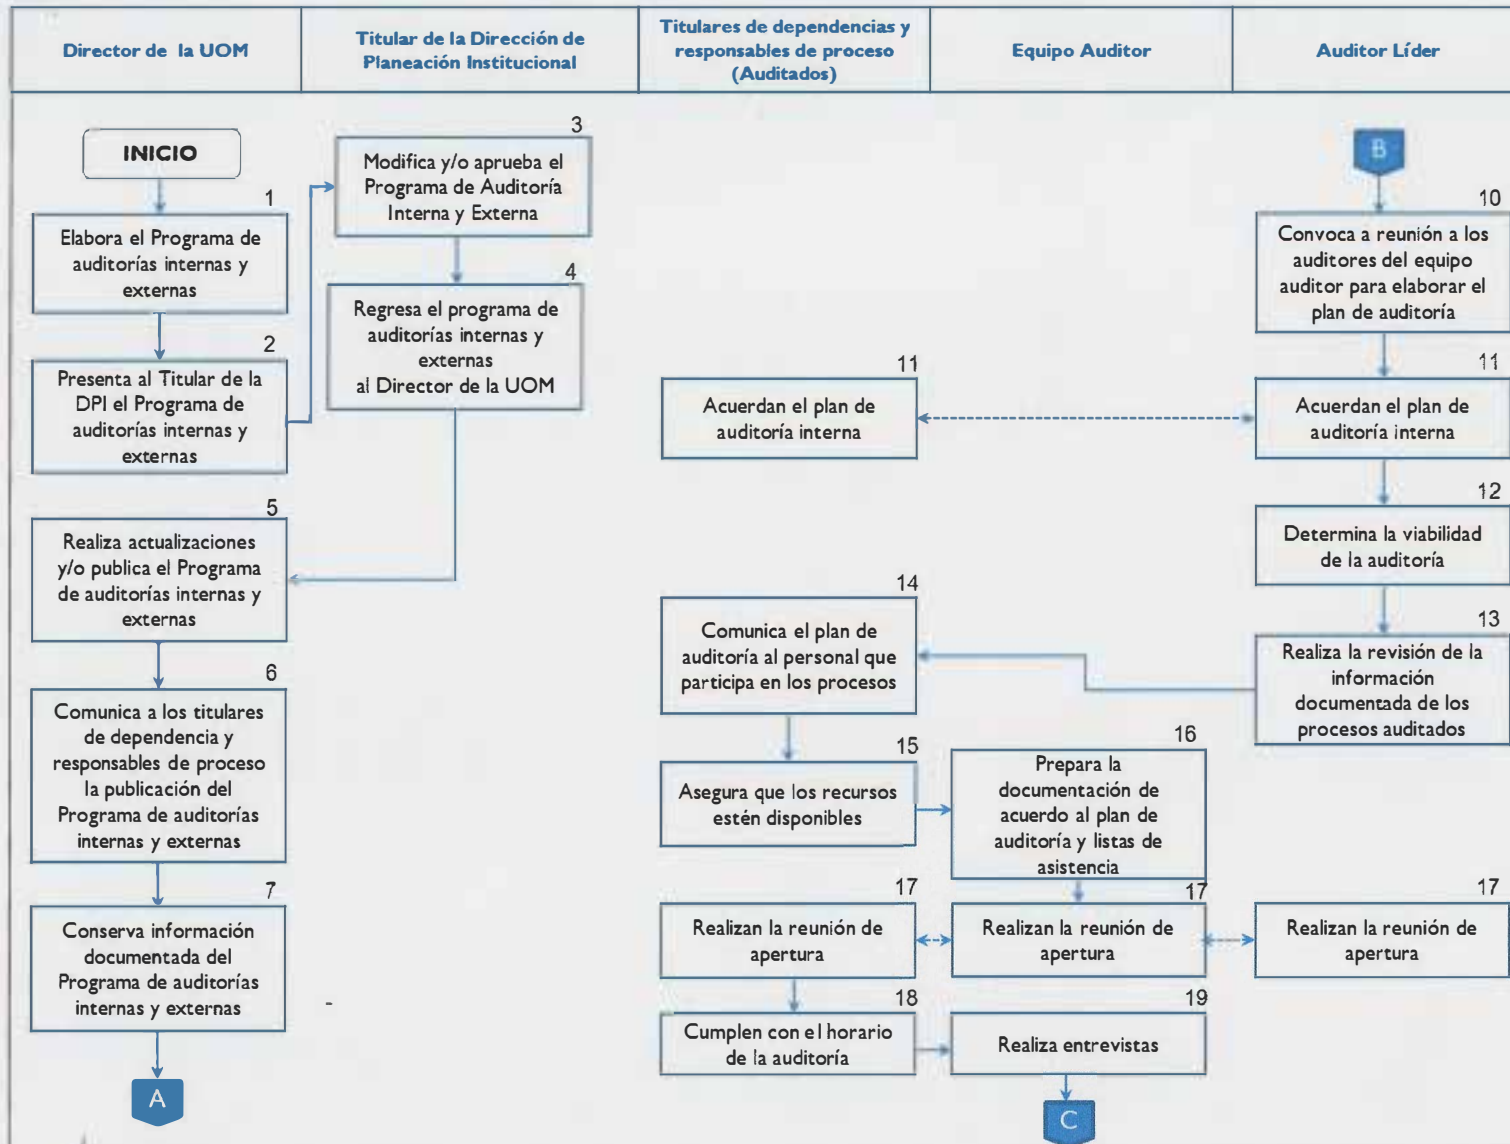 Director de la UOM
Titular de la Dirección de
Planeación Institucional
Titulares de dependencias y
responsables de proceso
(Auditados)
Equipo Auditor
Auditor Líder
INICIO
1
Elabora el Programa de
auditorías internas y
externas
2
Presenta al Titular de la
DPI el Programa de
auditorías internas y
externas
3
Modifica y/o aprueba el
Programa de Auditoría
Interna y Externa
4
Regresa el programa de
auditorías internas y
externas
al Director de la UOM
5
Realiza actualizaciones
y/o publica el Programa
de auditorías internas y
externas
6
Comunica a los titulares
de dependencia y
responsables de proceso
la publicación del
Programa de auditorías
internas y externas
7
Conserva información
documentada del
Programa de auditorías
internas y externas
A
B
10
Convoca a reunión a los
auditores del equipo
auditor para elaborar el
plan de auditoría
11
Acuerdan el plan de
auditoría interna
11
Acuerdan el plan de
auditoría interna
12
Determina la viabilidad
de la auditoría
13
Realiza la revisión de la
información
documentada de los
procesos auditados
14
Comunica el plan de
auditoría al personal que
participa en los procesos
15
Asegura que los recursos
estén disponibles
16
Prepara la
documentación de
acuerdo al plan de
auditoría y listas de
asistencia
17
Realizan la reunión de
apertura
17
Realizan la reunión de
apertura
17
Realizan la reunión de
apertura
18
Cumplen con el horario
de la auditoría
19
Realiza entrevistas
C